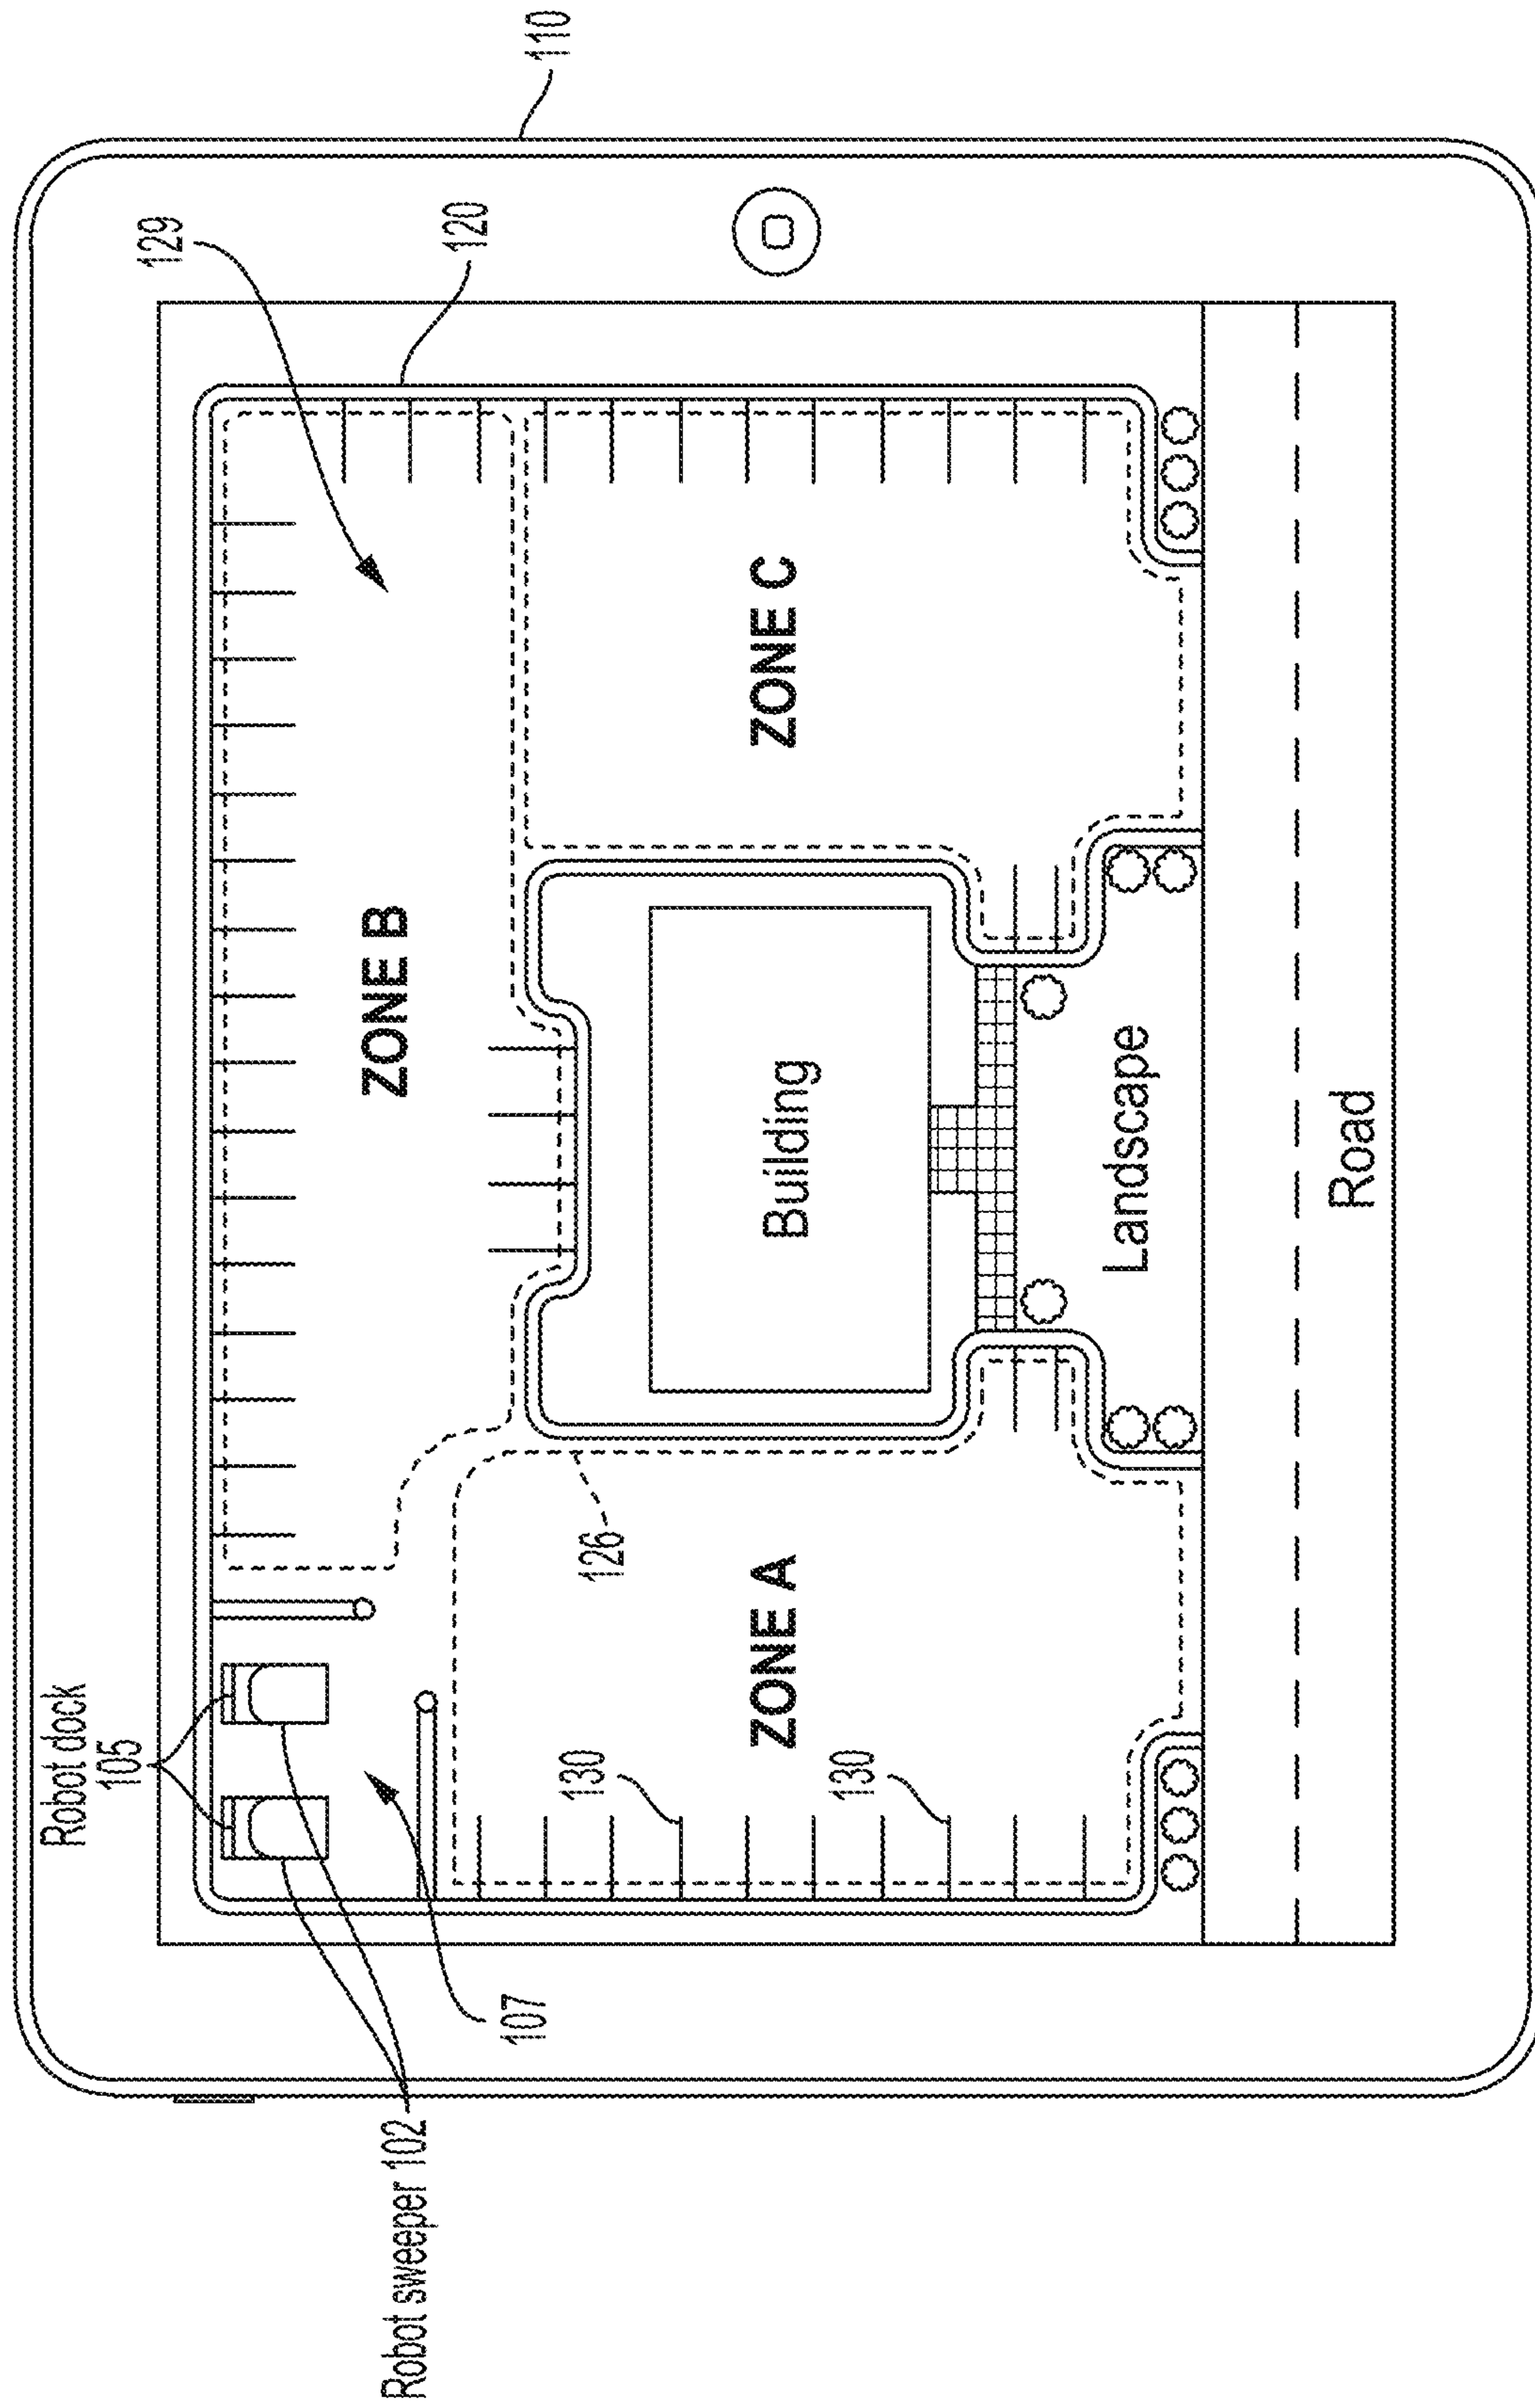 Robot dock
105
Robot sweeper 102
107
129
120
110
ZONE B
126
130
130
ZONE A
Building
ZONE C
Landscape
Road